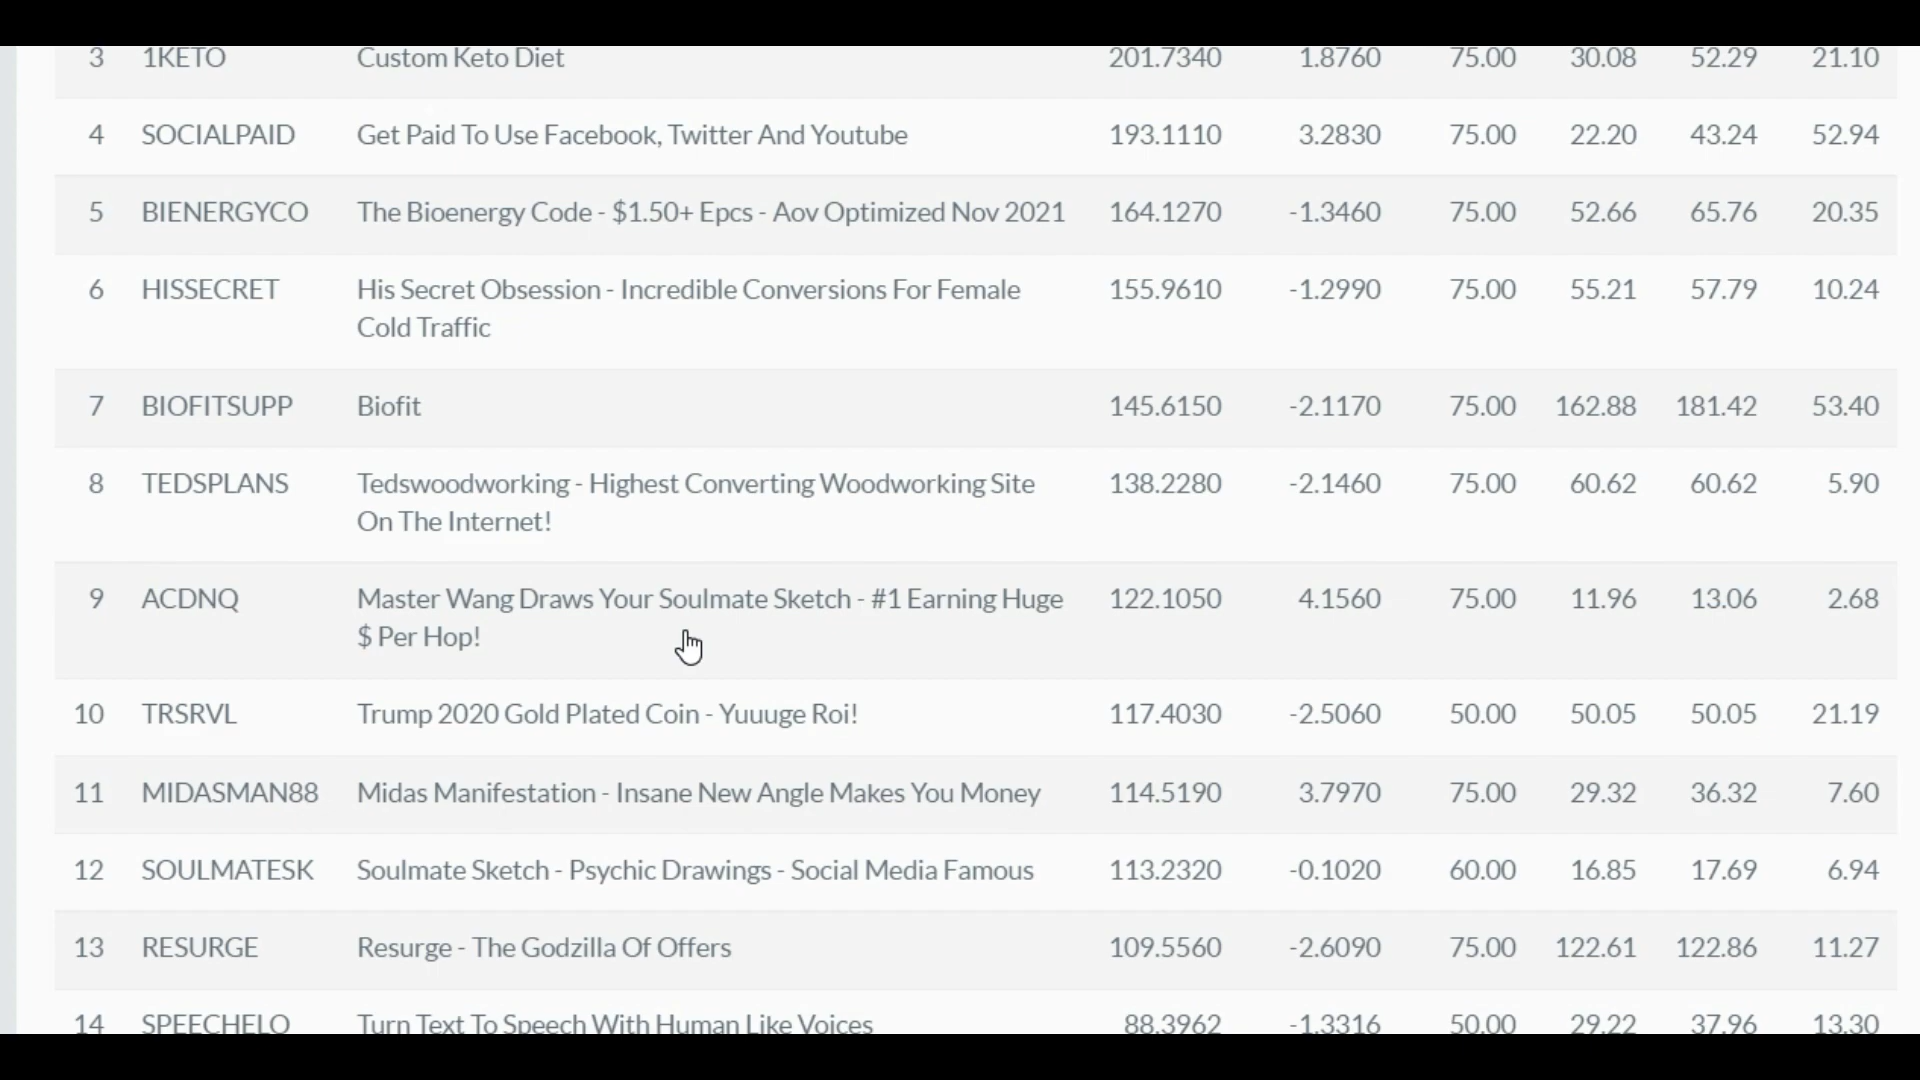 3 1KETO Custom Keto Diet 201.7340 1.8760 75.00 30.08 52.29 21.10
4 SOCIALPAID Get Paid To Use Facebook, Twitter And Youtube 193.1110 3.2830 75.00 22.20 43.24 52.94
5 BIENERGYCO The Bioenergy Code - $1.50+ Epcs - Aov Optimized Nov 2021 164.1270 -1.3460 75.00 52.66 65.76 20.35
6 HISSECRET His Secret Obsession - Incredible Conversions For Female 155.9610 -1.2990 75.00 55.21 57.79 10.24
Cold Traffic
7 BIOFITSUPP Biofit 145.6150 -2.1170 75.00 162.88 181.42 53.40
8 TEDSPLANS Tedswoodworking - Highest Converting Woodworking Site 138.2280 -2.1460 75.00 60.62 60.62 5.90
On The Internet!
9 ACDNQ Master Wang Draws Your Soulmate Sketch - #1 Earning Huge 122.1050 4.1560 75.00 11.96 13.06 2.68
$ Per Hop!
10 TRSRVL Trump 2020 Gold Plated Coin - Yuuuge Roi! 117.4030 -2.5060 50.00 50.05 50.05 21.19
11 MIDASMAN88 Midas Manifestation - Insane New Angle Makes You Money 114.5190 3.7970 75.00 29.32 36.32 7.60
12 SOULMATESK Soulmate Sketch - Psychic Drawings - Social Media Famous 113.2320 -0.1020 60.00 16.85 17.69 6.94
13 RESURGE Resurge - The Godzilla Of Offers 109.5560 -2.6090 75.00 122.61 122.86 11.27
14 SPEECHELO Turn Text To Speech With Human Like Voices 88.3962 -1.3316 50.00 29.22 37.96 13.30